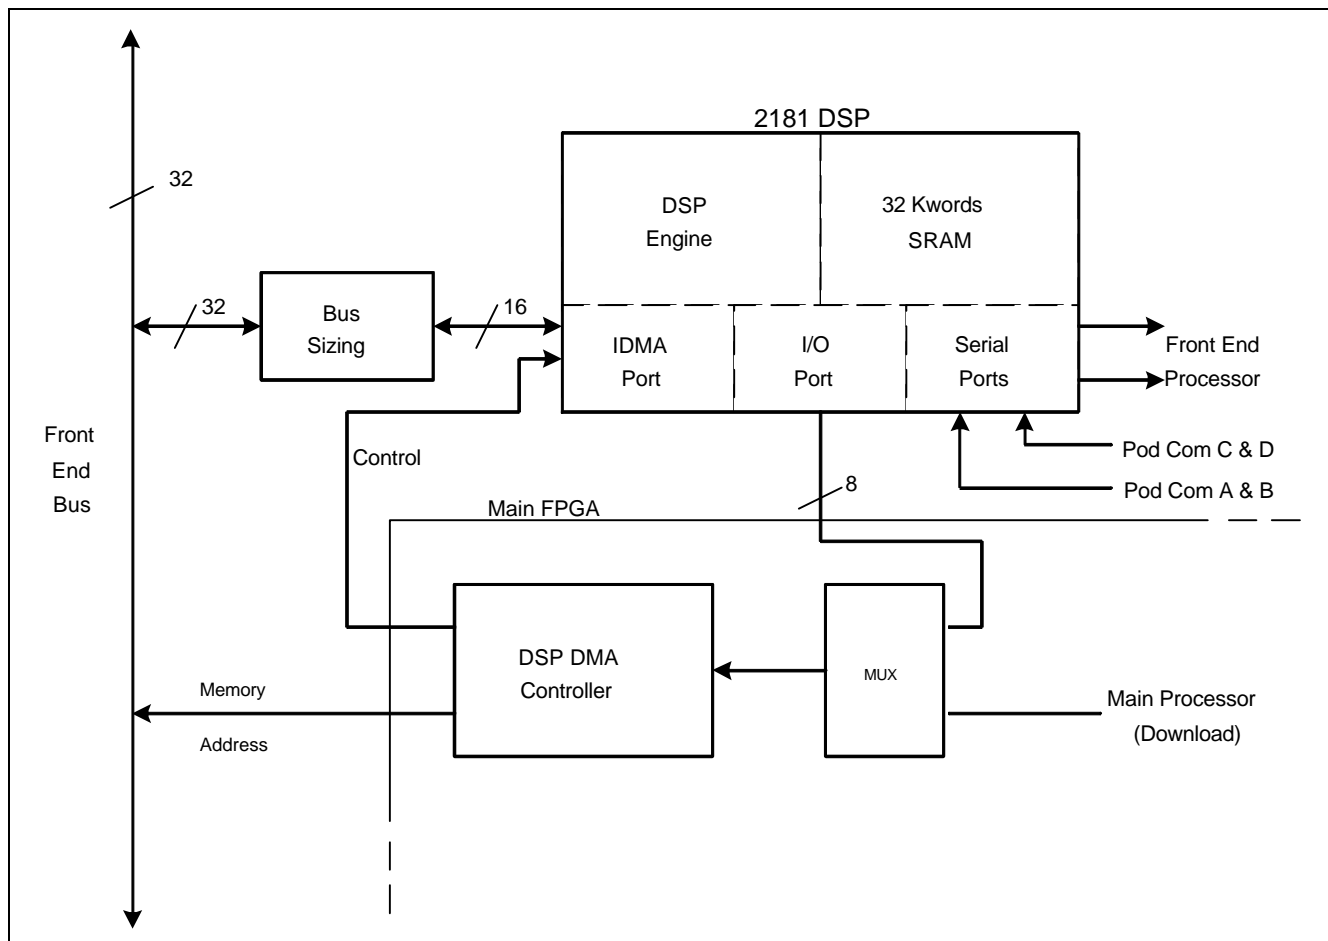 2181 DSP
32
DSP
Engine
32 Kwords
SRAM
32
Bus
Sizing
16
IDMA
Port
I/O
Port
Serial
Ports
Front End
Processor
Front
End
Bus
Control
Pod Com C & D
Pod Com A & B
8
Main FPGA
DSP DMA
Controller
MUX
Memory
Address
Main Processor
(Download)